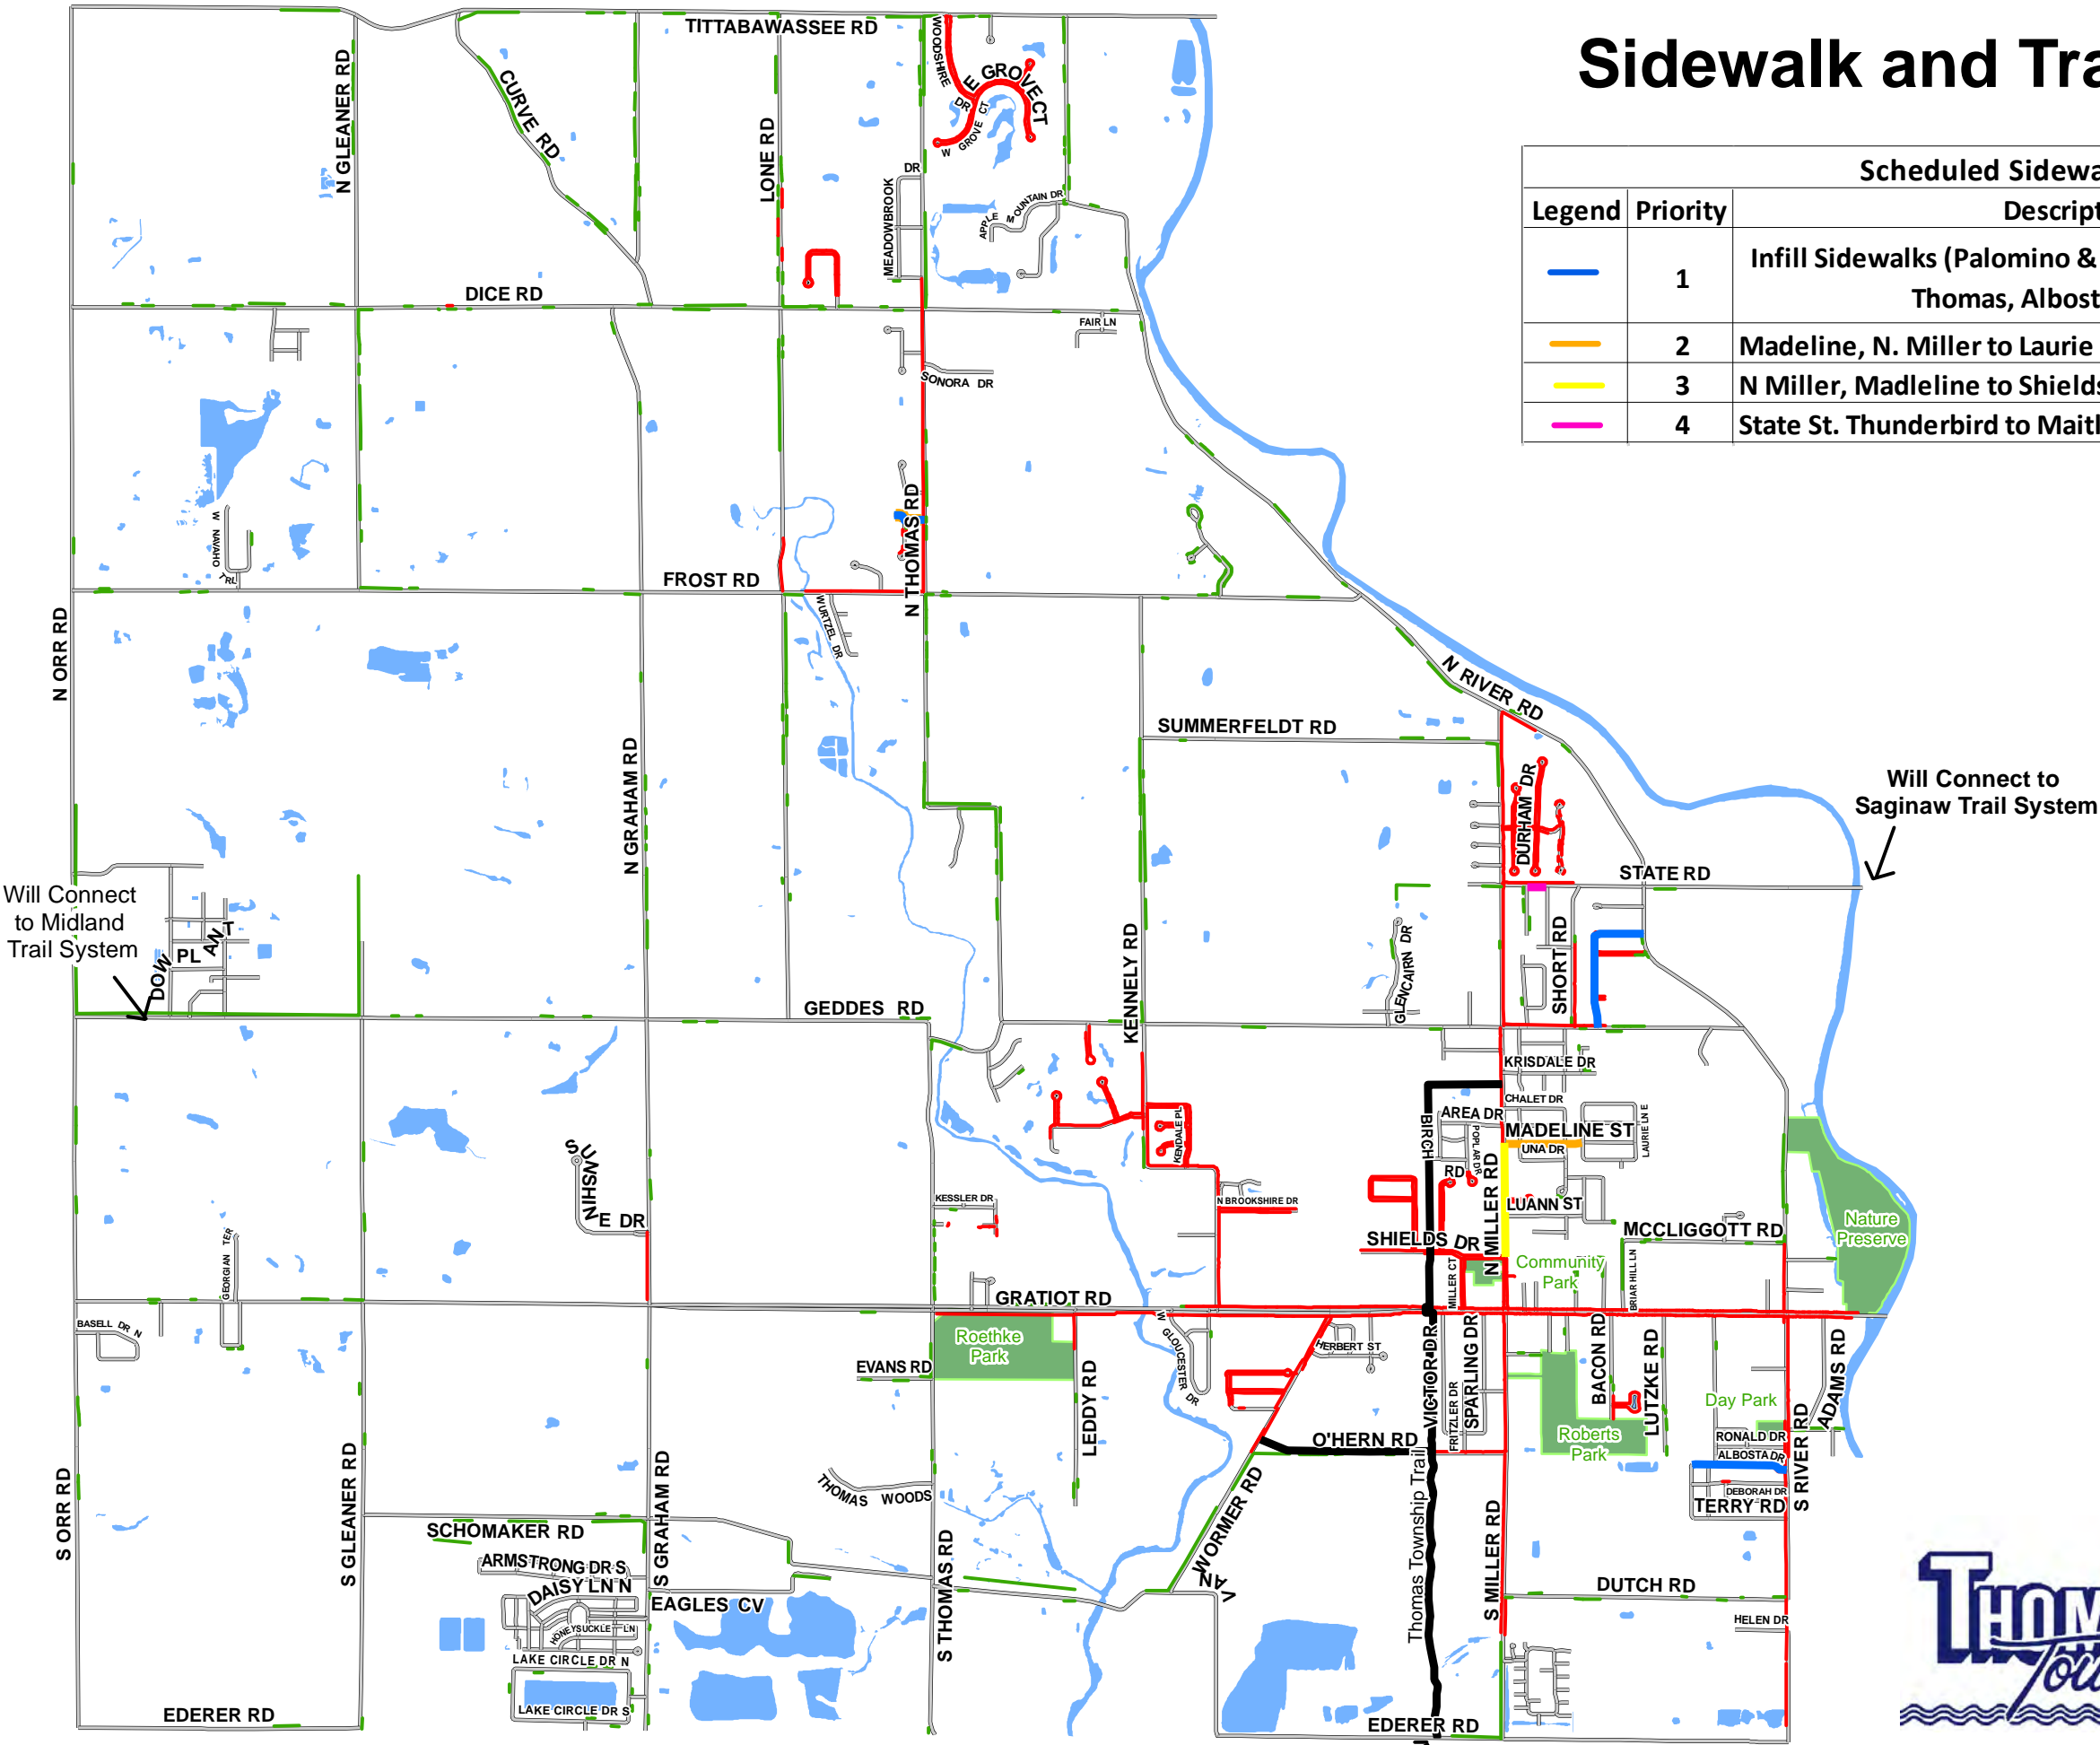 Sidewalk and Tra
Scheduled Sidewa
Legend Priority Descript
1 Infill Sidewalks (Palomino &
Thomas, Albost
2 Madeline, N. Miller to Laurie
3 N Miller, Madleline to Shields
4 State St. Thunderbird to Maitl
TITTABAWASSEE RD
N GLEANER RD
CURVE RD
LONE RD
WOODSHIRE DR
E GROVE CT
W GROVE CT
MEADOWBROOK DR
APPLE MOUNTAIN DR
DICE RD
FAIR LN
SONORA DR
N THOMAS RD
W NAVAHO TRL
FROST RD
WURTZEL DR
N ORR RD
N RIVER RD
SUMMERFELDT RD
N GRAHAM RD
DURHAM DR
Will Connect to
Saginaw Trail System
STATE RD
Will Connect
to Midland
Trail System
DOW PLANT
GLENCAIRN DR
SHORT RD
KENNELY RD
GEDDES RD
KRISDALE DR
CHALET DR
BIRCH RD
AREA DR
POPLAR DR
MADELINE ST
UNA DR
LAURIE LN E
KENDALE PL
SUNSHINE DR
KESSLER DR
N BROOKSHIRE DR
N MILLER RD
LUANN ST
MCCLIGGOTT RD
Nature
Preserve
SHIELDS DR
Community
Park
MILLER CT
BRIAR HILL LN
GEORGIAN TER
GRATIOT RD
BASELL DR N
Roethke
Park
EVANS RD
LEDDY RD
W GLOUCESTER DR
HERBERT ST
VICTOR DR
FRITZLER DR
SPARLING DR
BACON RD
LUTZKE RD
Day Park
ADAMS RD
O'HERN RD
Roberts
Park
RONALD DR
ALBOSTA DR
DEBORAH DR
TERRY RD
S RIVER RD
S ORR RD
S GLEANER RD
S GRAHAM RD
THOMAS WOODS
S THOMAS RD
VAN WORMER RD
Thomas Township Trail
S MILLER RD
SCHOMAKER RD
ARMSTRONG DR S
DAISY LN N
EAGLES CV
HONEYSUCKLE LN
LAKE CIRCLE DR N
LAKE CIRCLE DR S
DUTCH RD
HELEN DR
EDERER RD
EDERER RD
THOM
Tow